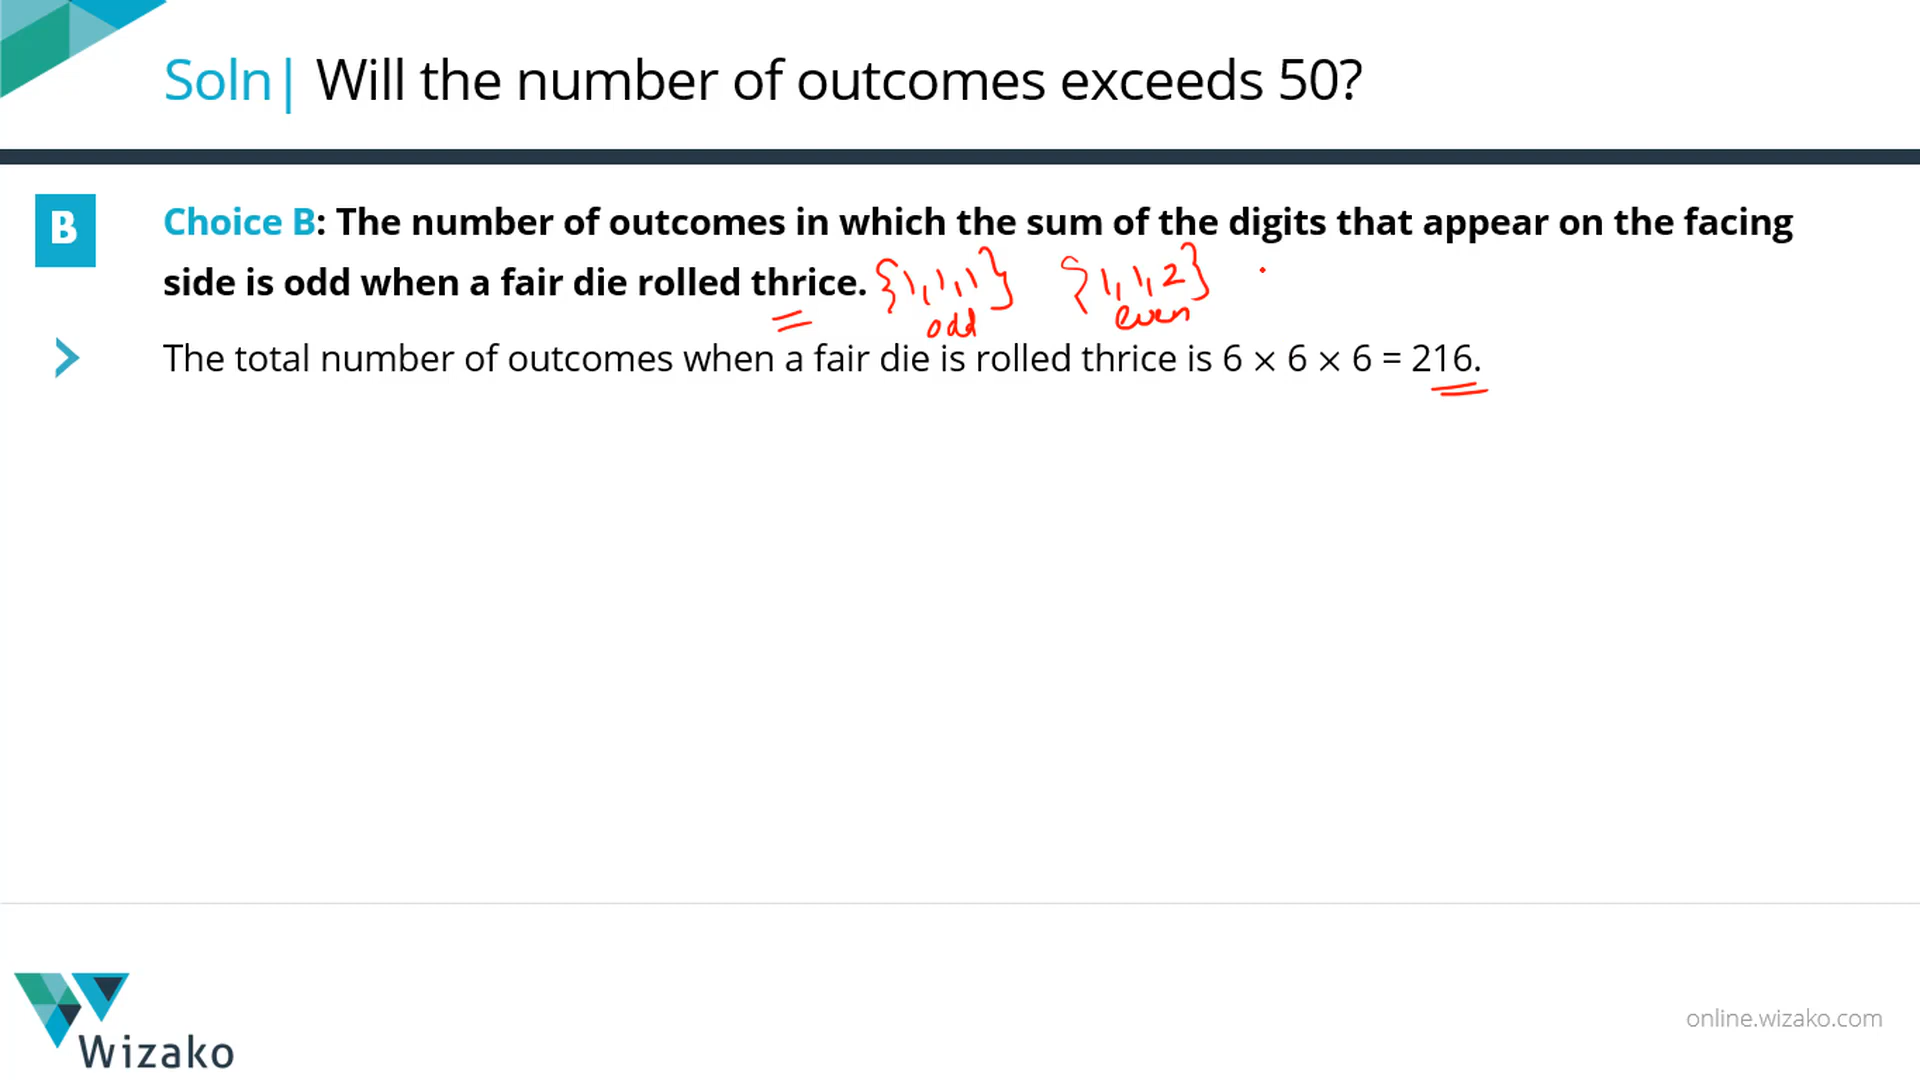 Soln| Will the number of outcomes exceeds 50?
B
Choice B: The number of outcomes in which the sum of the digits that appear on the facing
side is odd when a fair die rolled thrice. {1,1,1} {1,1,2}
odd even
The total number of outcomes when a fair die is rolled thrice is 6 × 6 × 6 = 216.
Wizako
online.wizako.com